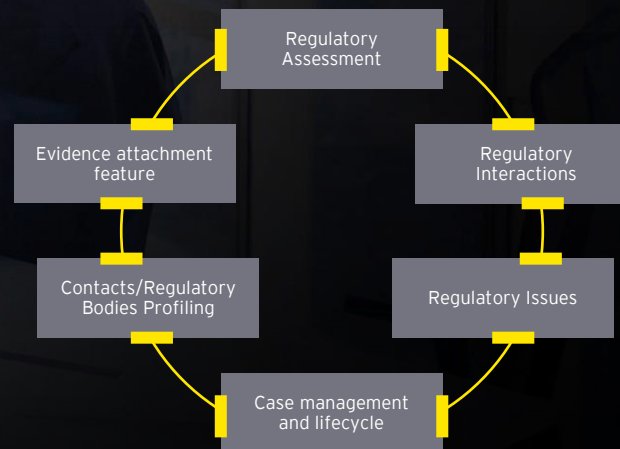 Regulatory
Assessment
Evidence attachment
feature
Regulatory
Interactions
Contacts/Regulatory
Bodies Profiling
Regulatory Issues
Case management
and lifecycle